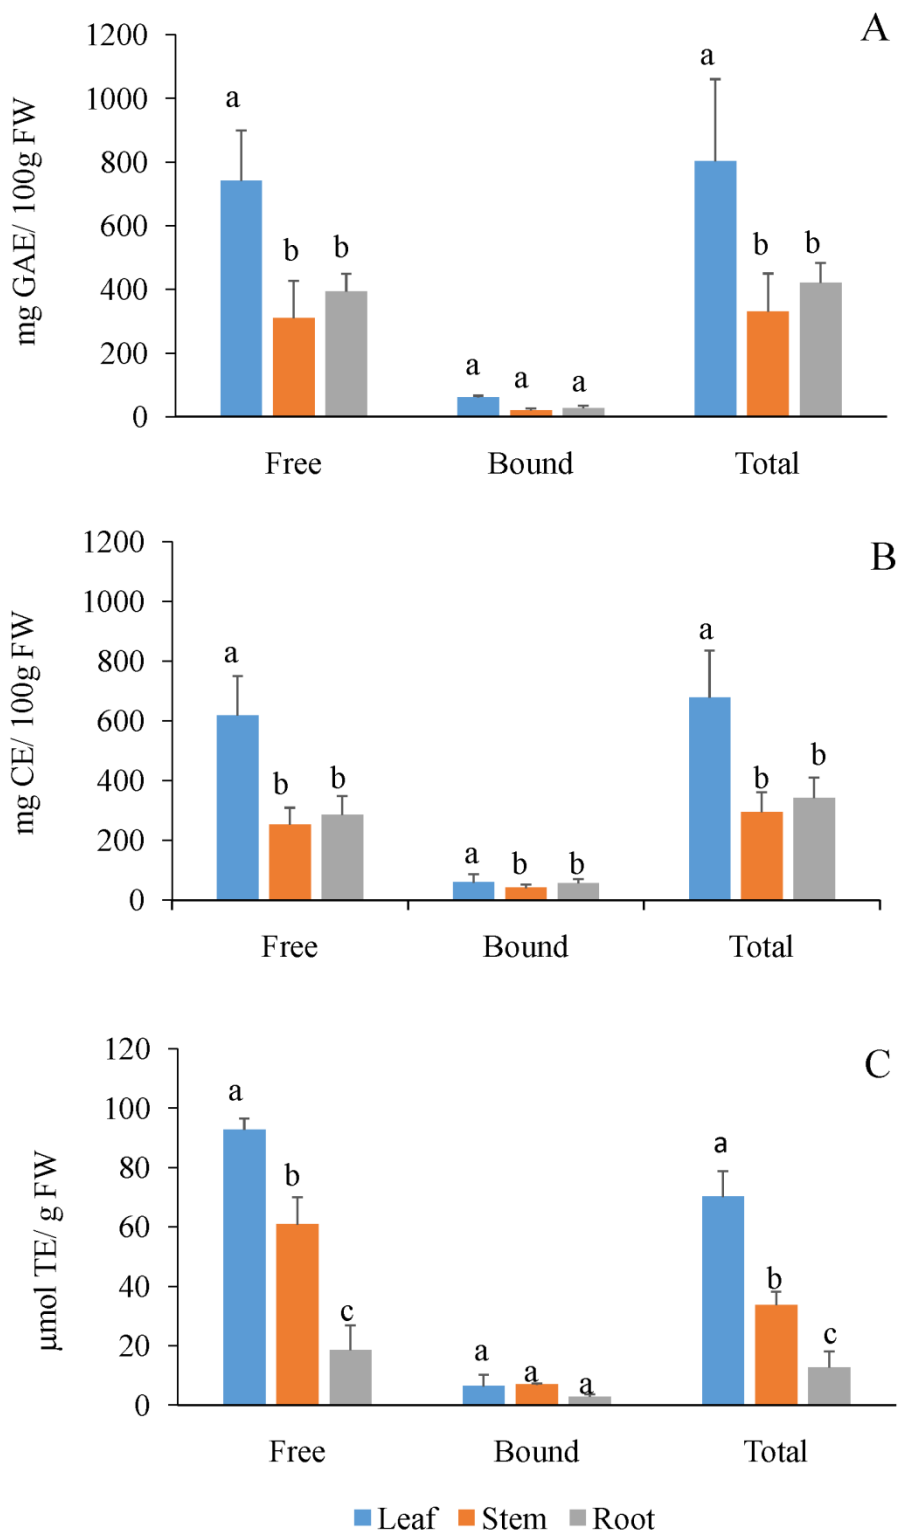 A
1200
1000
800
600
400
200
0
mg GAE/ 100g FW
a
b
b
a
a
a
a
b
b
Free Bound Total
B
1200
1000
800
600
400
200
0
mg CE/ 100g FW
a
b
b
a
b
b
a
b
b
Free Bound Total
C
120
100
80
60
40
20
0
µmol TE/ g FW
a
b
c
a
a
a
a
b
c
Free Bound Total
Leaf Stem Root